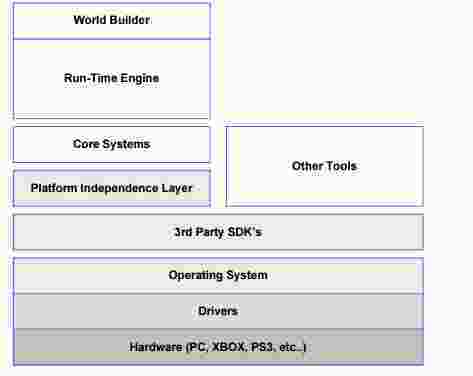 World Builder
Run-Time Engine
Core Systems
Other Tools
Platform Independence Layer
3rd Party SDK's
Operating System
Drivers
Hardware (PC, XBOX, PS3, etc..)